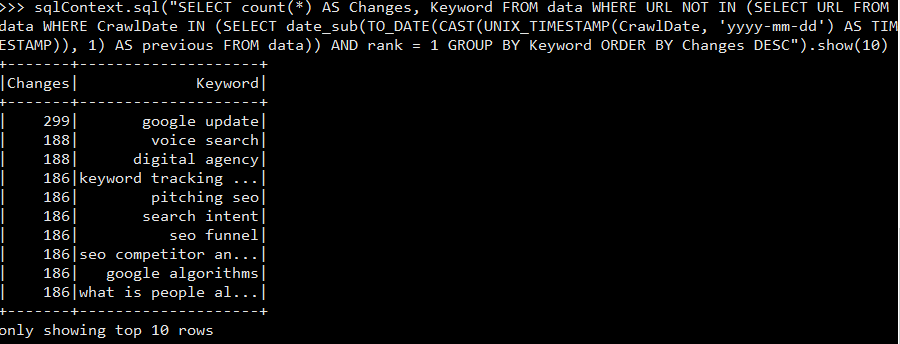 >>> sqlContext.sql("SELECT count(*) AS Changes, Keyword FROM data WHERE URL NOT IN (SELECT URL FROM
data WHERE CrawlDate IN (SELECT date_sub(TO_DATE(CAST(UNIX_TIMESTAMP(CrawlDate, 'yyyy-mm-dd') AS TIM
ESTAMP)), 1) AS previous FROM data)) AND rank = 1 GROUP BY Keyword ORDER BY Changes DESC").show(10)
+-------+--------------------+
|Changes|             Keyword|
+-------+--------------------+
|    299|       google update|
|    188|        voice search|
|    188|      digital agency|
|    186|keyword tracking ...|
|    186|        pitching seo|
|    186|       search intent|
|    186|          seo funnel|
|    186|seo competitor an...|
|    186|   google algorithms|
|    186|what is people al...|
+-------+--------------------+
only showing top 10 rows